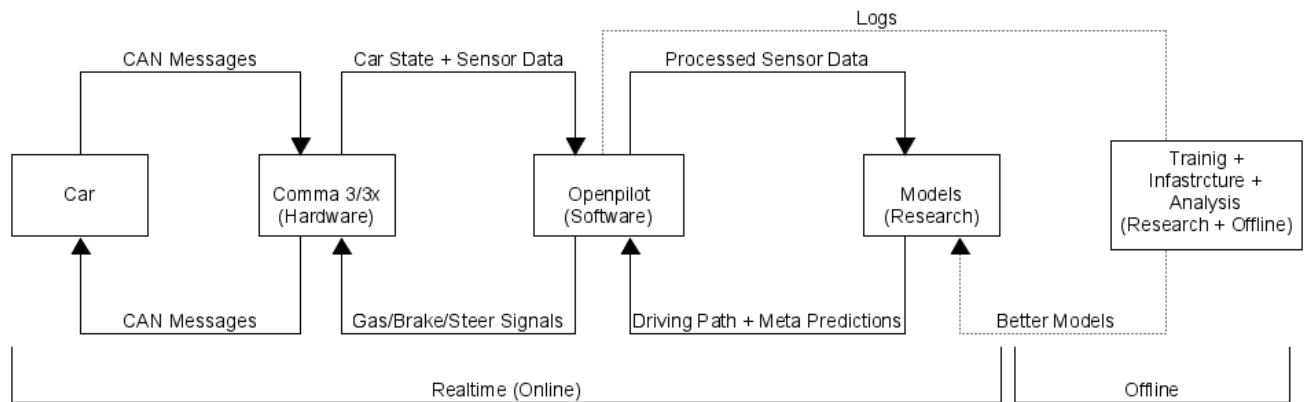 Logs
CAN Messages
Car State + Sensor Data
Processed Sensor Data
Car
Comma 3/3x
(Hardware)
Openpilot
(Software)
Models
(Research)
Trainig +
Infastrcture +
Analysis
(Research + Offline)
CAN Messages
Gas/Brake/Steer Signals
Driving Path + Meta Predictions
Better Models
Realtime (Online)
Offline